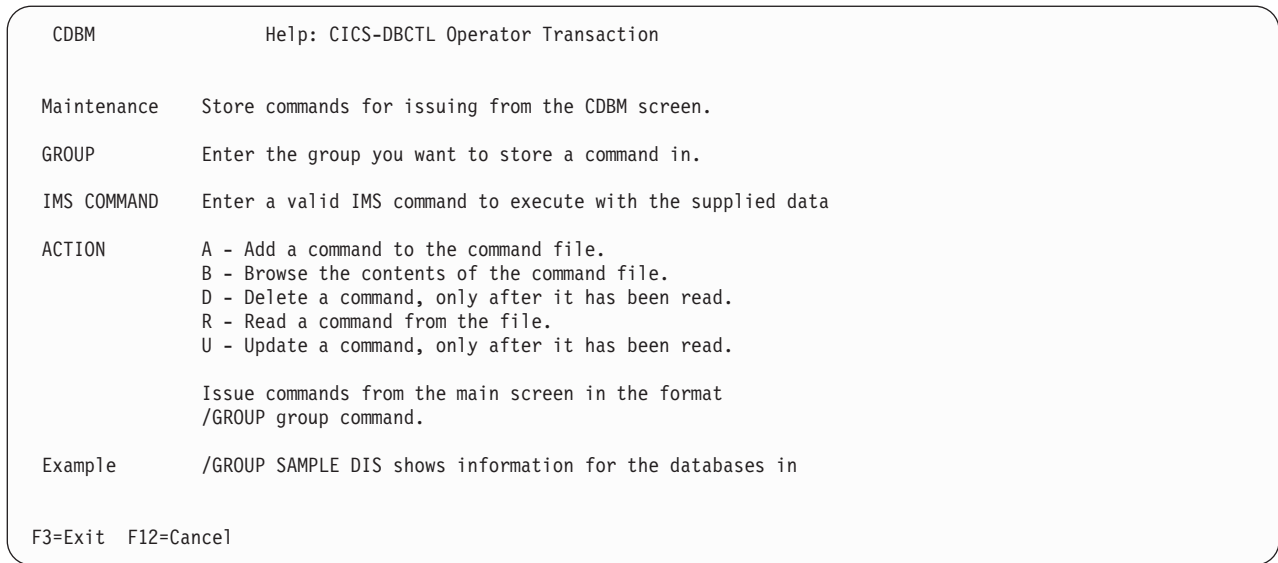 CDBM Help: CICS-DBCTL Operator Transaction
Maintenance Store commands for issuing from the CDBM screen.
GROUP Enter the group you want to store a command in.
IMS COMMAND Enter a valid IMS command to execute with the supplied data
ACTION A - Add a command to the command file.
B - Browse the contents of the command file.
D - Delete a command, only after it has been read.
R - Read a command from the file.
U - Update a command, only after it has been read.
Issue commands from the main screen in the format
/GROUP group command.
Example /GROUP SAMPLE DIS shows information for the databases in
F3=Exit F12=Cancel